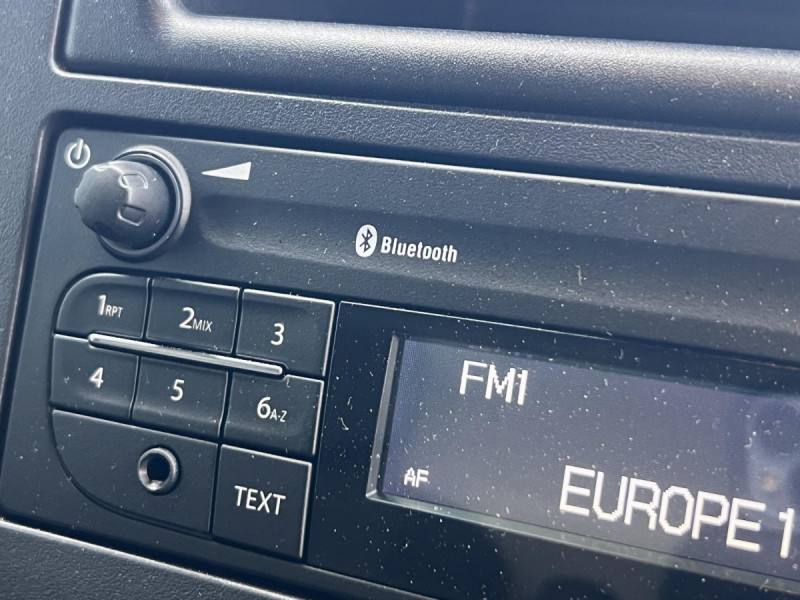 Bluetooth
1RPT
2MIX
3
4
5
6A-Z
TEXT
FM1
AF
EUROPE 1